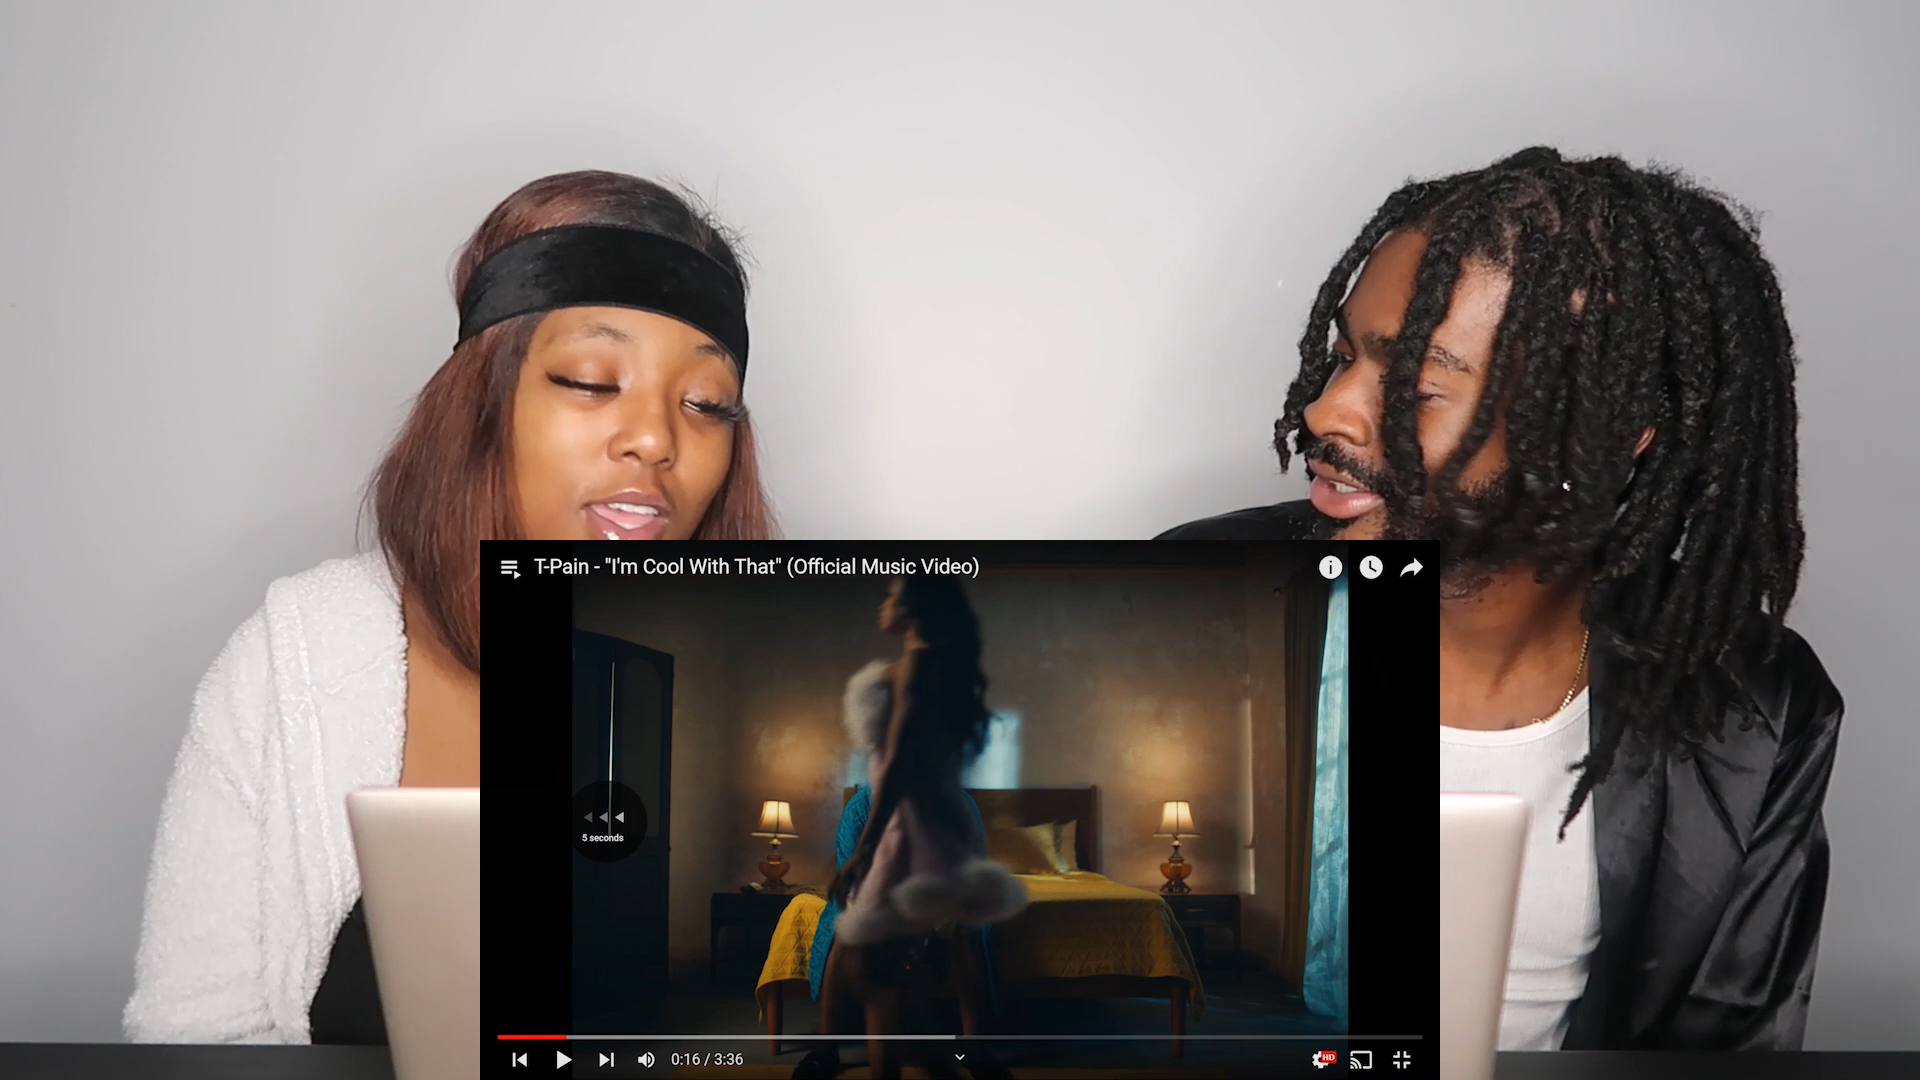 T-Pain - "I'm Cool With That" (Official Music Video)
5 seconds
0:16 / 3:36
HD